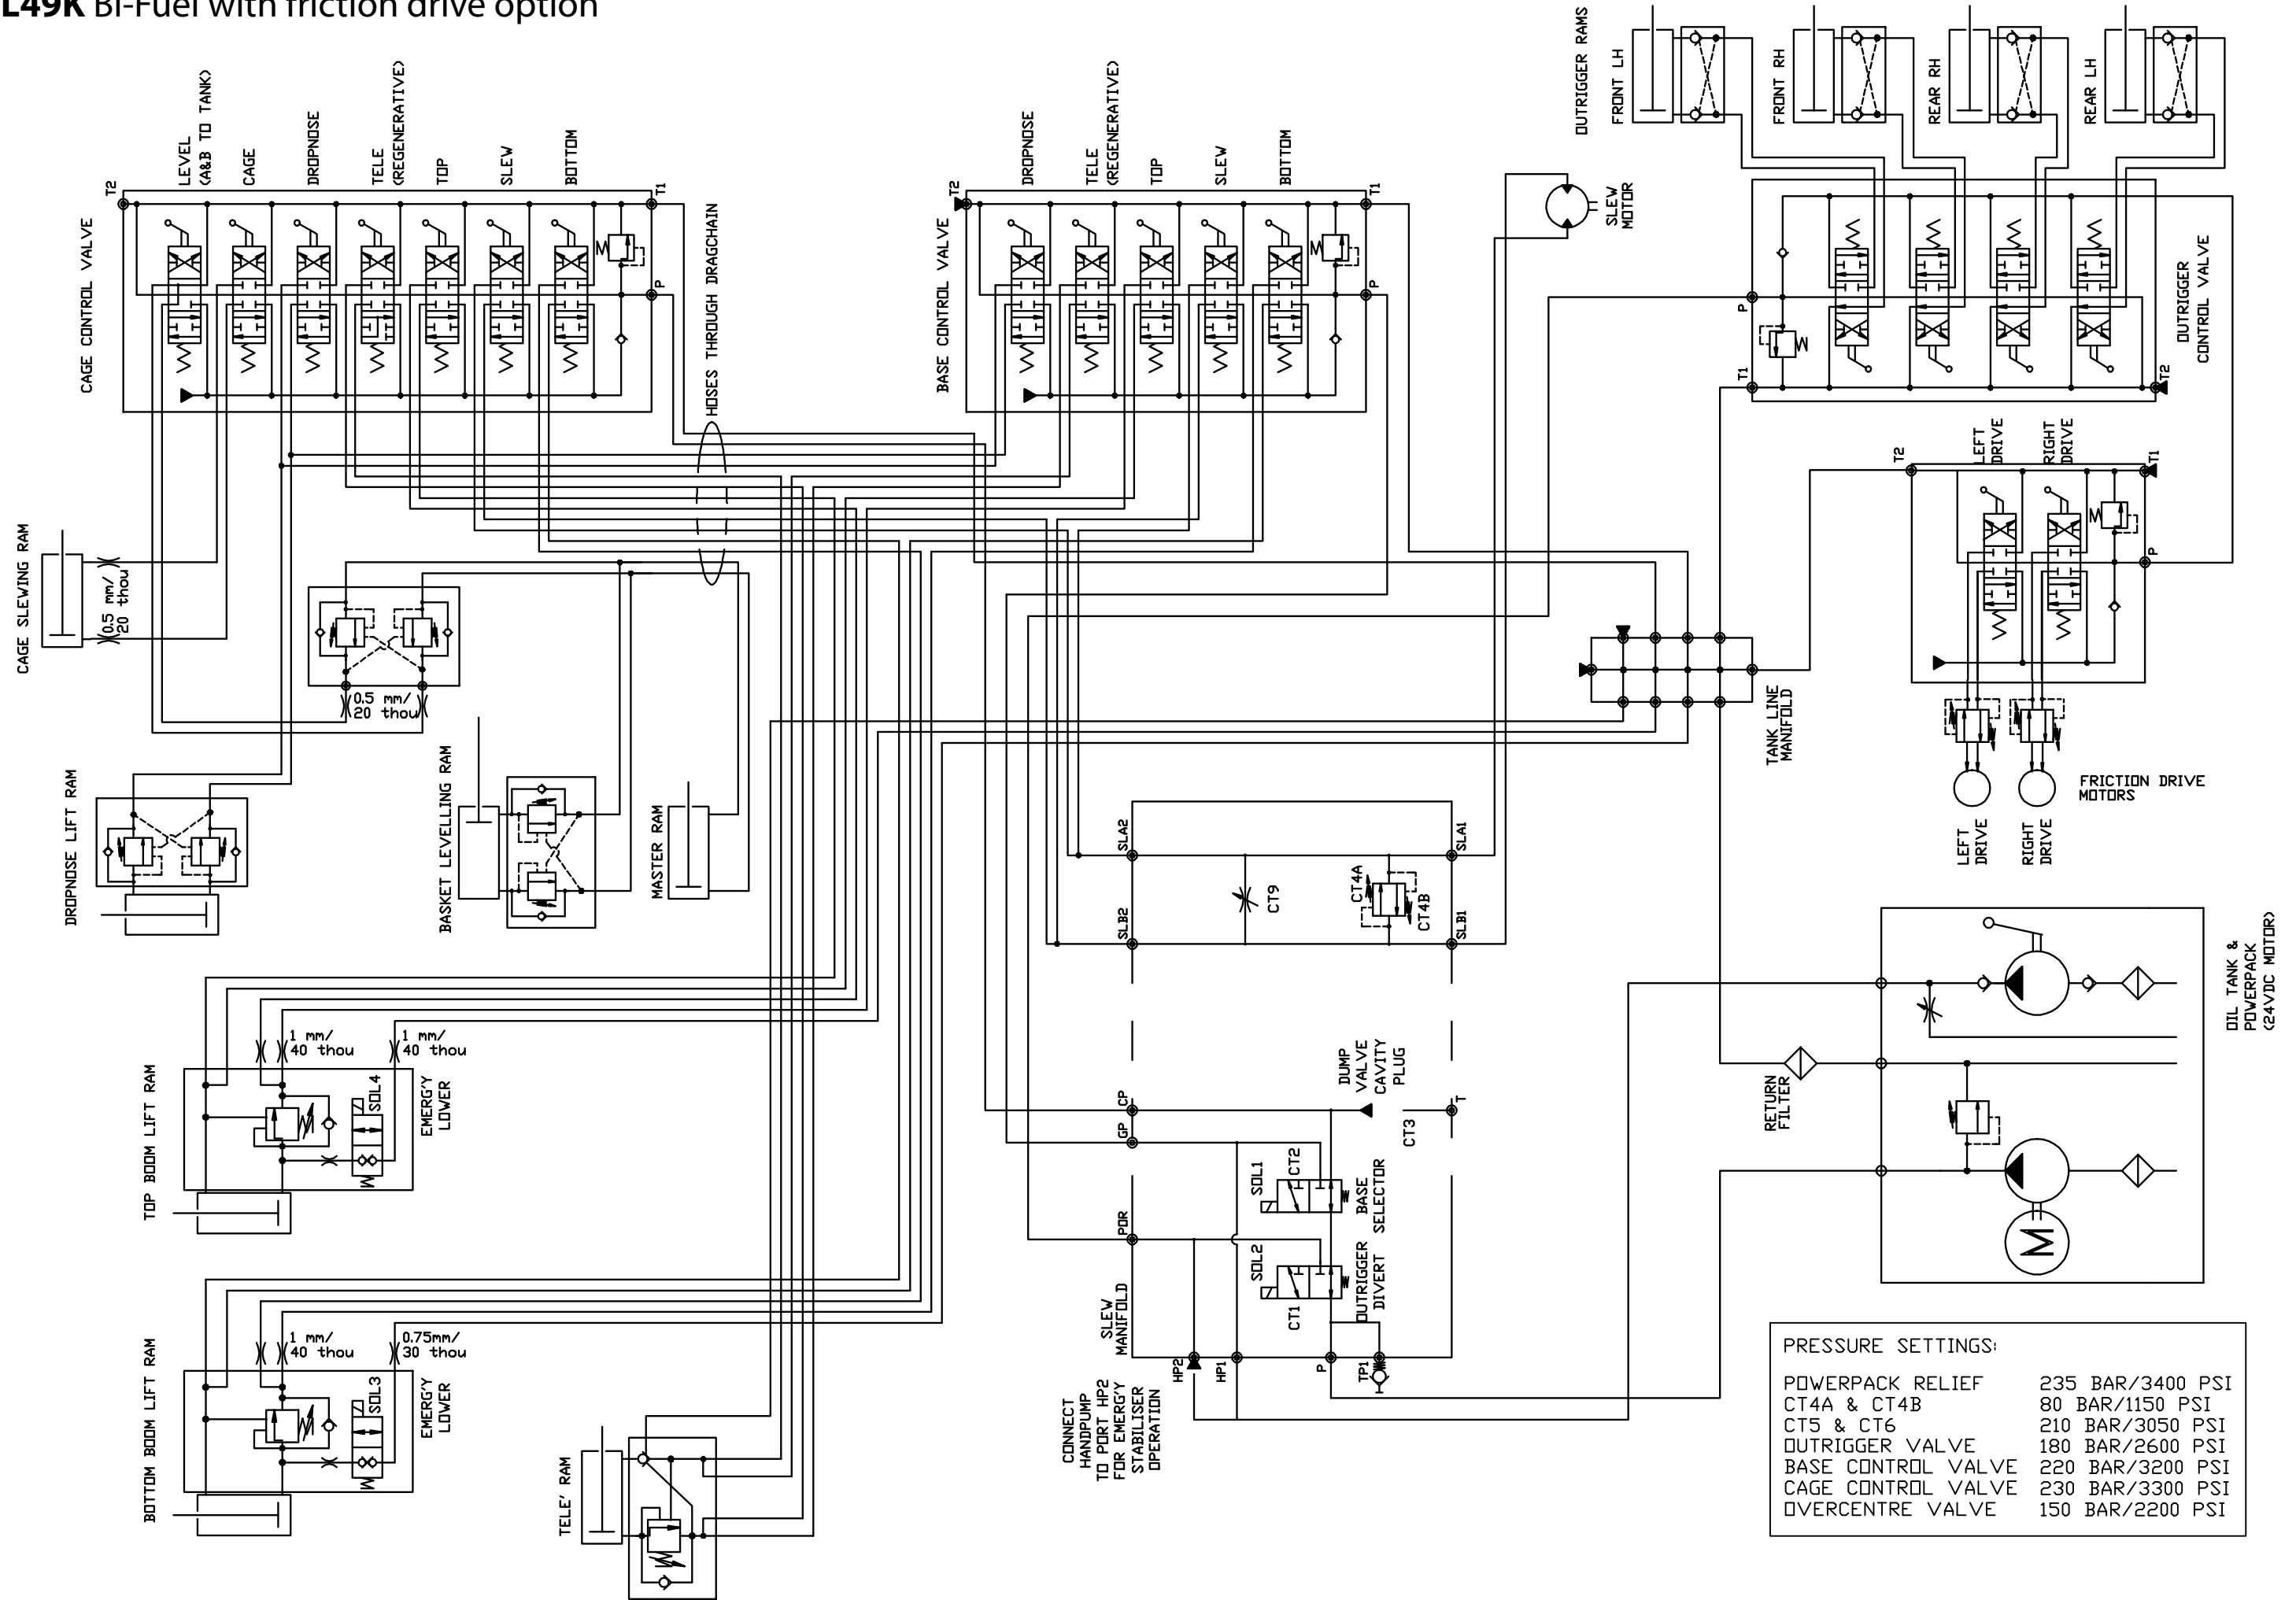 L49K Bi-Fuel with friction drive option
CAGE CONTROL VALVE
T2
LEVEL
(A&B TO TANK)
CAGE
DROPNOSE
TELE
(REGENERATIVE)
TOP
SLEW
BOTTOM
T1
P
HOSES THROUGH DRAGCHAIN
BASE CONTROL VALVE
T2
DROPNOSE
TELE
(REGENERATIVE)
TOP
SLEW
BOTTOM
T1
P
SLEW
MOTOR
OUTRIGGER RAMS
FRONT LH
FRONT RH
REAR RH
REAR LH
P
T1
T2
OUTRIGGER
CONTROL VALVE
T2
LEFT
DRIVE
RIGHT
DRIVE
T1
P
CAGE SLEWING RAM
0.5 mm/
20 thou
0.5 mm/
20 thou
DROPNOSE LIFT RAM
BASKET LEVELLING RAM
MASTER RAM
TANK LINE
MANIFOLD
FRICTION DRIVE
MOTORS
LEFT
DRIVE
RIGHT
DRIVE
SLA2
SLA1
SLB2
SLB1
CT9
CT4A
CT4B
OIL TANK &
POWERPACK
(24VDC MOTOR)
RETURN
FILTER
M
TOP BOOM LIFT RAM
1 mm/
40 thou
1 mm/
40 thou
SOL4
EMERG'Y
LOWER
DUMP
VALVE
CAVITY
PLUG
CP
GP
T
CT3
SOL1
CT2
BASE
SELECTOR
POR
SOL2
CT1
OUTRIGGER
DIVERT
SLEW
MANIFOLD
HP2
HP1
P
TP1
CONNECT
HANDPUMP
TO PORT HP2
FOR EMERG'Y
STABILISER
OPERATION
BOTTOM BOOM LIFT RAM
1 mm/
40 thou
0.75mm/
30 thou
SOL3
EMERG'Y
LOWER
TELE' RAM
PRESSURE SETTINGS:
POWERPACK RELIEF 235 BAR/3400 PSI
CT4A & CT4B 80 BAR/1150 PSI
CT5 & CT6 210 BAR/3050 PSI
OUTRIGGER VALVE 180 BAR/2600 PSI
BASE CONTROL VALVE 220 BAR/3200 PSI
CAGE CONTROL VALVE 230 BAR/3300 PSI
OVERCENTRE VALVE 150 BAR/2200 PSI